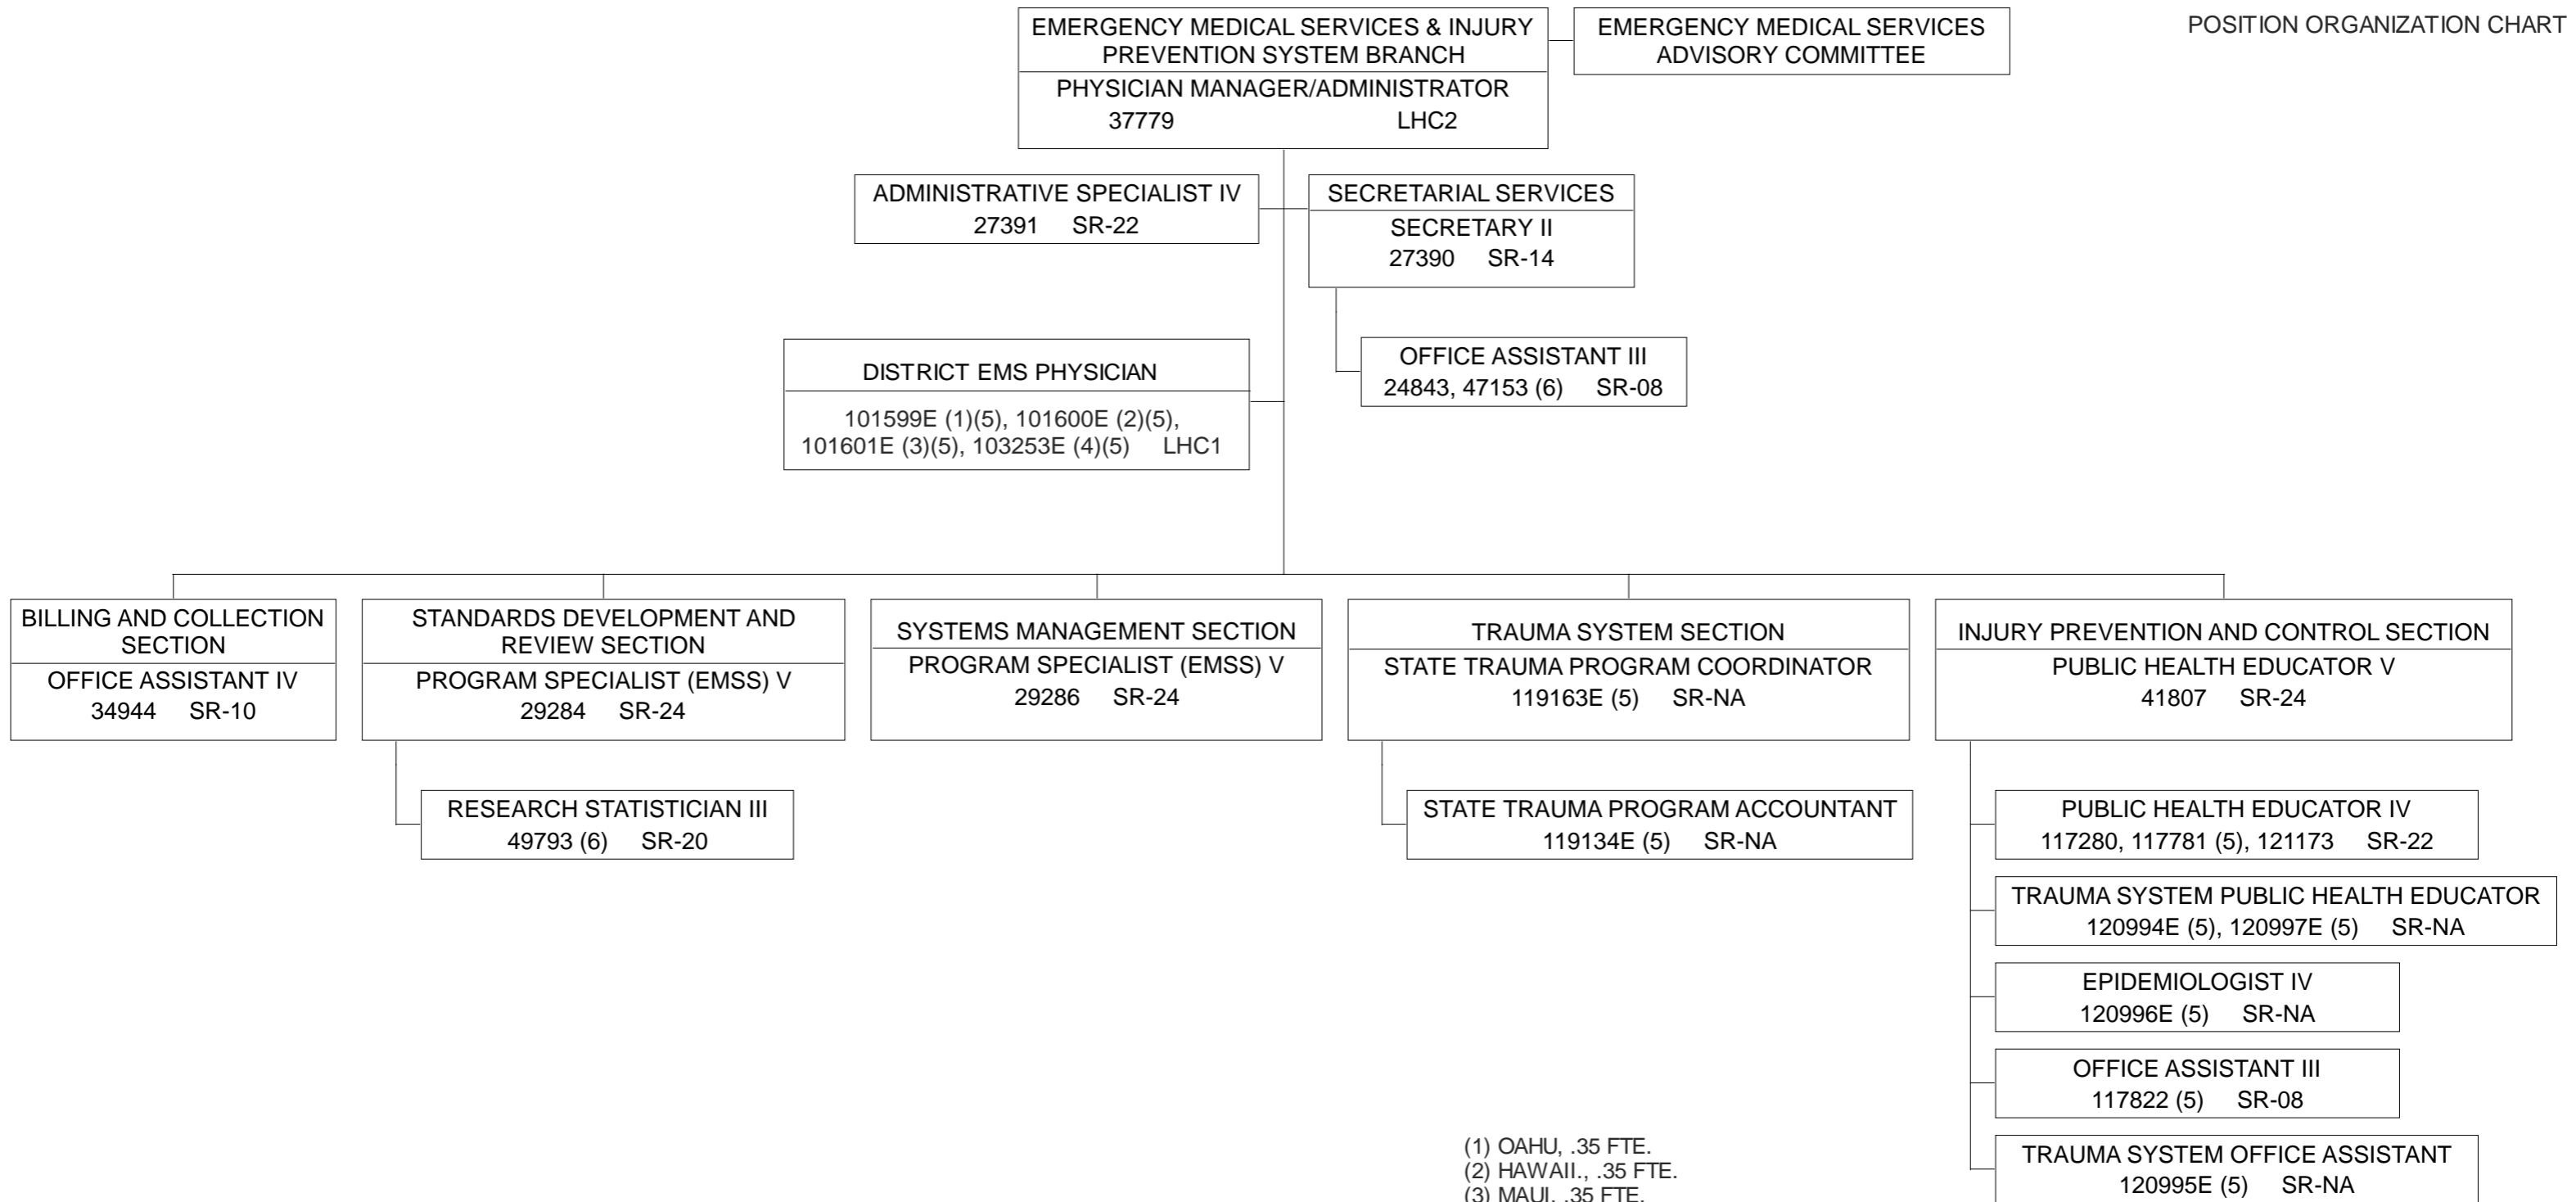 POSITION ORGANIZATION CHART
EMERGENCY MEDICAL SERVICES & INJURY
PREVENTION SYSTEM BRANCH
PHYSICIAN MANAGER/ADMINISTRATOR
37779 LHC2
EMERGENCY MEDICAL SERVICES
ADVISORY COMMITTEE
ADMINISTRATIVE SPECIALIST IV
27391 SR-22
SECRETARIAL SERVICES
SECRETARY II
27390 SR-14
OFFICE ASSISTANT III
24843, 47153 (6) SR-08
DISTRICT EMS PHYSICIAN
101599E (1)(5), 101600E (2)(5),
101601E (3)(5), 103253E (4)(5) LHC1
BILLING AND COLLECTION
SECTION
OFFICE ASSISTANT IV
34944 SR-10
STANDARDS DEVELOPMENT AND
REVIEW SECTION
PROGRAM SPECIALIST (EMSS) V
29284 SR-24
RESEARCH STATISTICIAN III
49793 (6) SR-20
SYSTEMS MANAGEMENT SECTION
PROGRAM SPECIALIST (EMSS) V
29286 SR-24
TRAUMA SYSTEM SECTION
STATE TRAUMA PROGRAM COORDINATOR
119163E (5) SR-NA
STATE TRAUMA PROGRAM ACCOUNTANT
119134E (5) SR-NA
INJURY PREVENTION AND CONTROL SECTION
PUBLIC HEALTH EDUCATOR V
41807 SR-24
PUBLIC HEALTH EDUCATOR IV
117280, 117781 (5), 121173 SR-22
TRAUMA SYSTEM PUBLIC HEALTH EDUCATOR
120994E (5), 120997E (5) SR-NA
EPIDEMIOLOGIST IV
120996E (5) SR-NA
OFFICE ASSISTANT III
117822 (5) SR-08
TRAUMA SYSTEM OFFICE ASSISTANT
120995E (5) SR-NA
(1) OAHU, .35 FTE.
(2) HAWAII., .35 FTE.
(3) MAUI, .35 FTE.